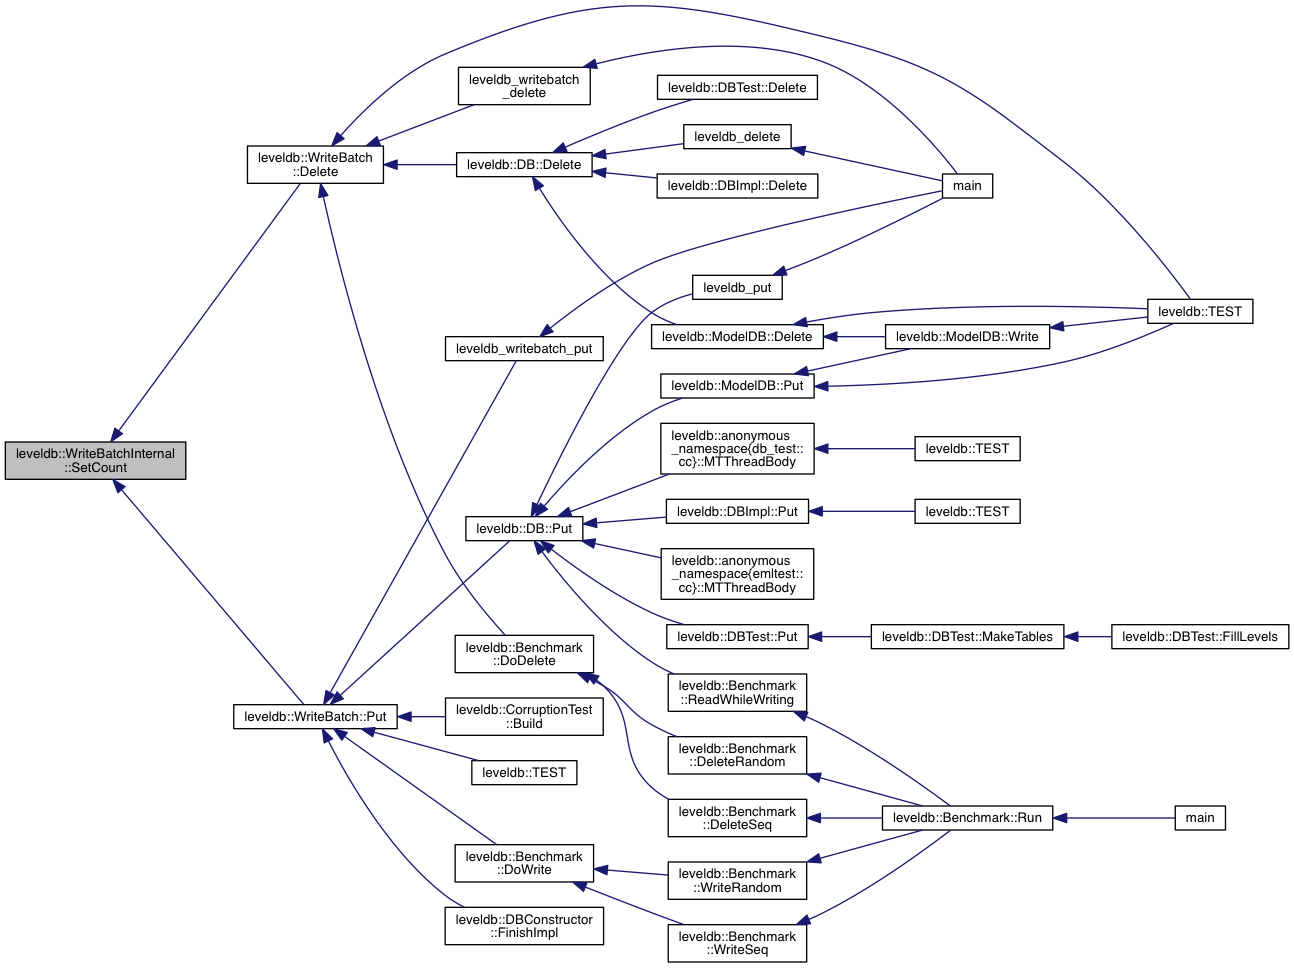 leveldb_writebatch
_delete
leveldb::DBTest::Delete
leveldb_delete
leveldb::WriteBatch
::Delete
leveldb::DB::Delete
leveldb::DBImpl::Delete
main
leveldb_put
leveldb::TEST
leveldb_writebatch_put
leveldb::ModelDB::Delete
leveldb::ModelDB::Write
leveldb::ModelDB::Put
leveldb::WriteBatchInternal
::SetCount
leveldb::anonymous
_namespace{db_test::
cc}::MTThreadBody
leveldb::TEST
leveldb::DB::Put
leveldb::DBImpl::Put
leveldb::TEST
leveldb::anonymous
_namespace{emltest::
cc}::MTThreadBody
leveldb::DBTest::Put
leveldb::DBTest::MakeTables
leveldb::DBTest::FillLevels
leveldb::Benchmark
::DoDelete
leveldb::Benchmark
::ReadWhileWriting
leveldb::WriteBatch::Put
leveldb::CorruptionTest
::Build
leveldb::Benchmark
::DeleteRandom
leveldb::TEST
leveldb::Benchmark
::DeleteSeq
leveldb::Benchmark::Run
main
leveldb::Benchmark
::DoWrite
leveldb::Benchmark
::WriteRandom
leveldb::DBConstructor
::FinishImpl
leveldb::Benchmark
::WriteSeq